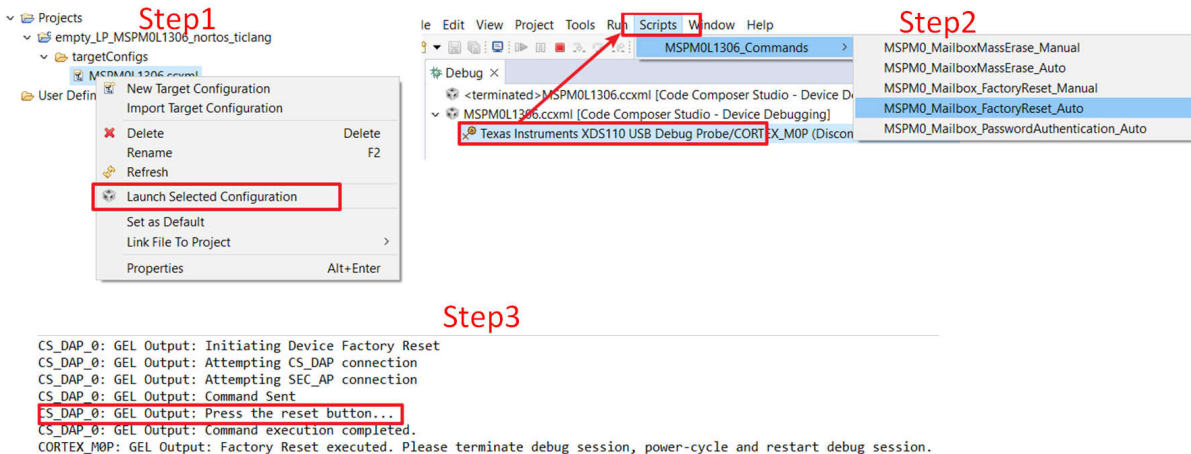 Step1
Projects
empty_LP_MSPM0L1306_nortos_ticlang
targetConfigs
MSPM0L1306.ccxml
User Defin
New Target Configuration
Import Target Configuration
Delete Delete
Rename F2
Refresh
Launch Selected Configuration
Set as Default
Link File To Project >
Properties Alt+Enter
Step2
le Edit View Project Tools Run Scripts Window Help
MSPM0L1306_Commands >
MSPM0_MailboxMassErase_Manual
MSPM0_MailboxMassErase_Auto
MSPM0_Mailbox_FactoryReset_Manual
MSPM0_Mailbox_FactoryReset_Auto
MSPM0_Mailbox_PasswordAuthentication_Auto
Debug ×
<terminated>MSPM0L1306.ccxml [Code Composer Studio - Device D
MSPM0L1306.ccxml [Code Composer Studio - Device Debugging]
Texas Instruments XDS110 USB Debug Probe/CORTEX_M0P (Discon
Step3
CS_DAP_0: GEL Output: Initiating Device Factory Reset
CS_DAP_0: GEL Output: Attempting CS_DAP connection
CS_DAP_0: GEL Output: Attempting SEC_AP connection
CS_DAP_0: GEL Output: Command Sent
CS_DAP_0: GEL Output: Press the reset button...
CS_DAP_0: GEL Output: Command execution completed.
CORTEX_M0P: GEL Output: Factory Reset executed. Please terminate debug session, power-cycle and restart debug session.